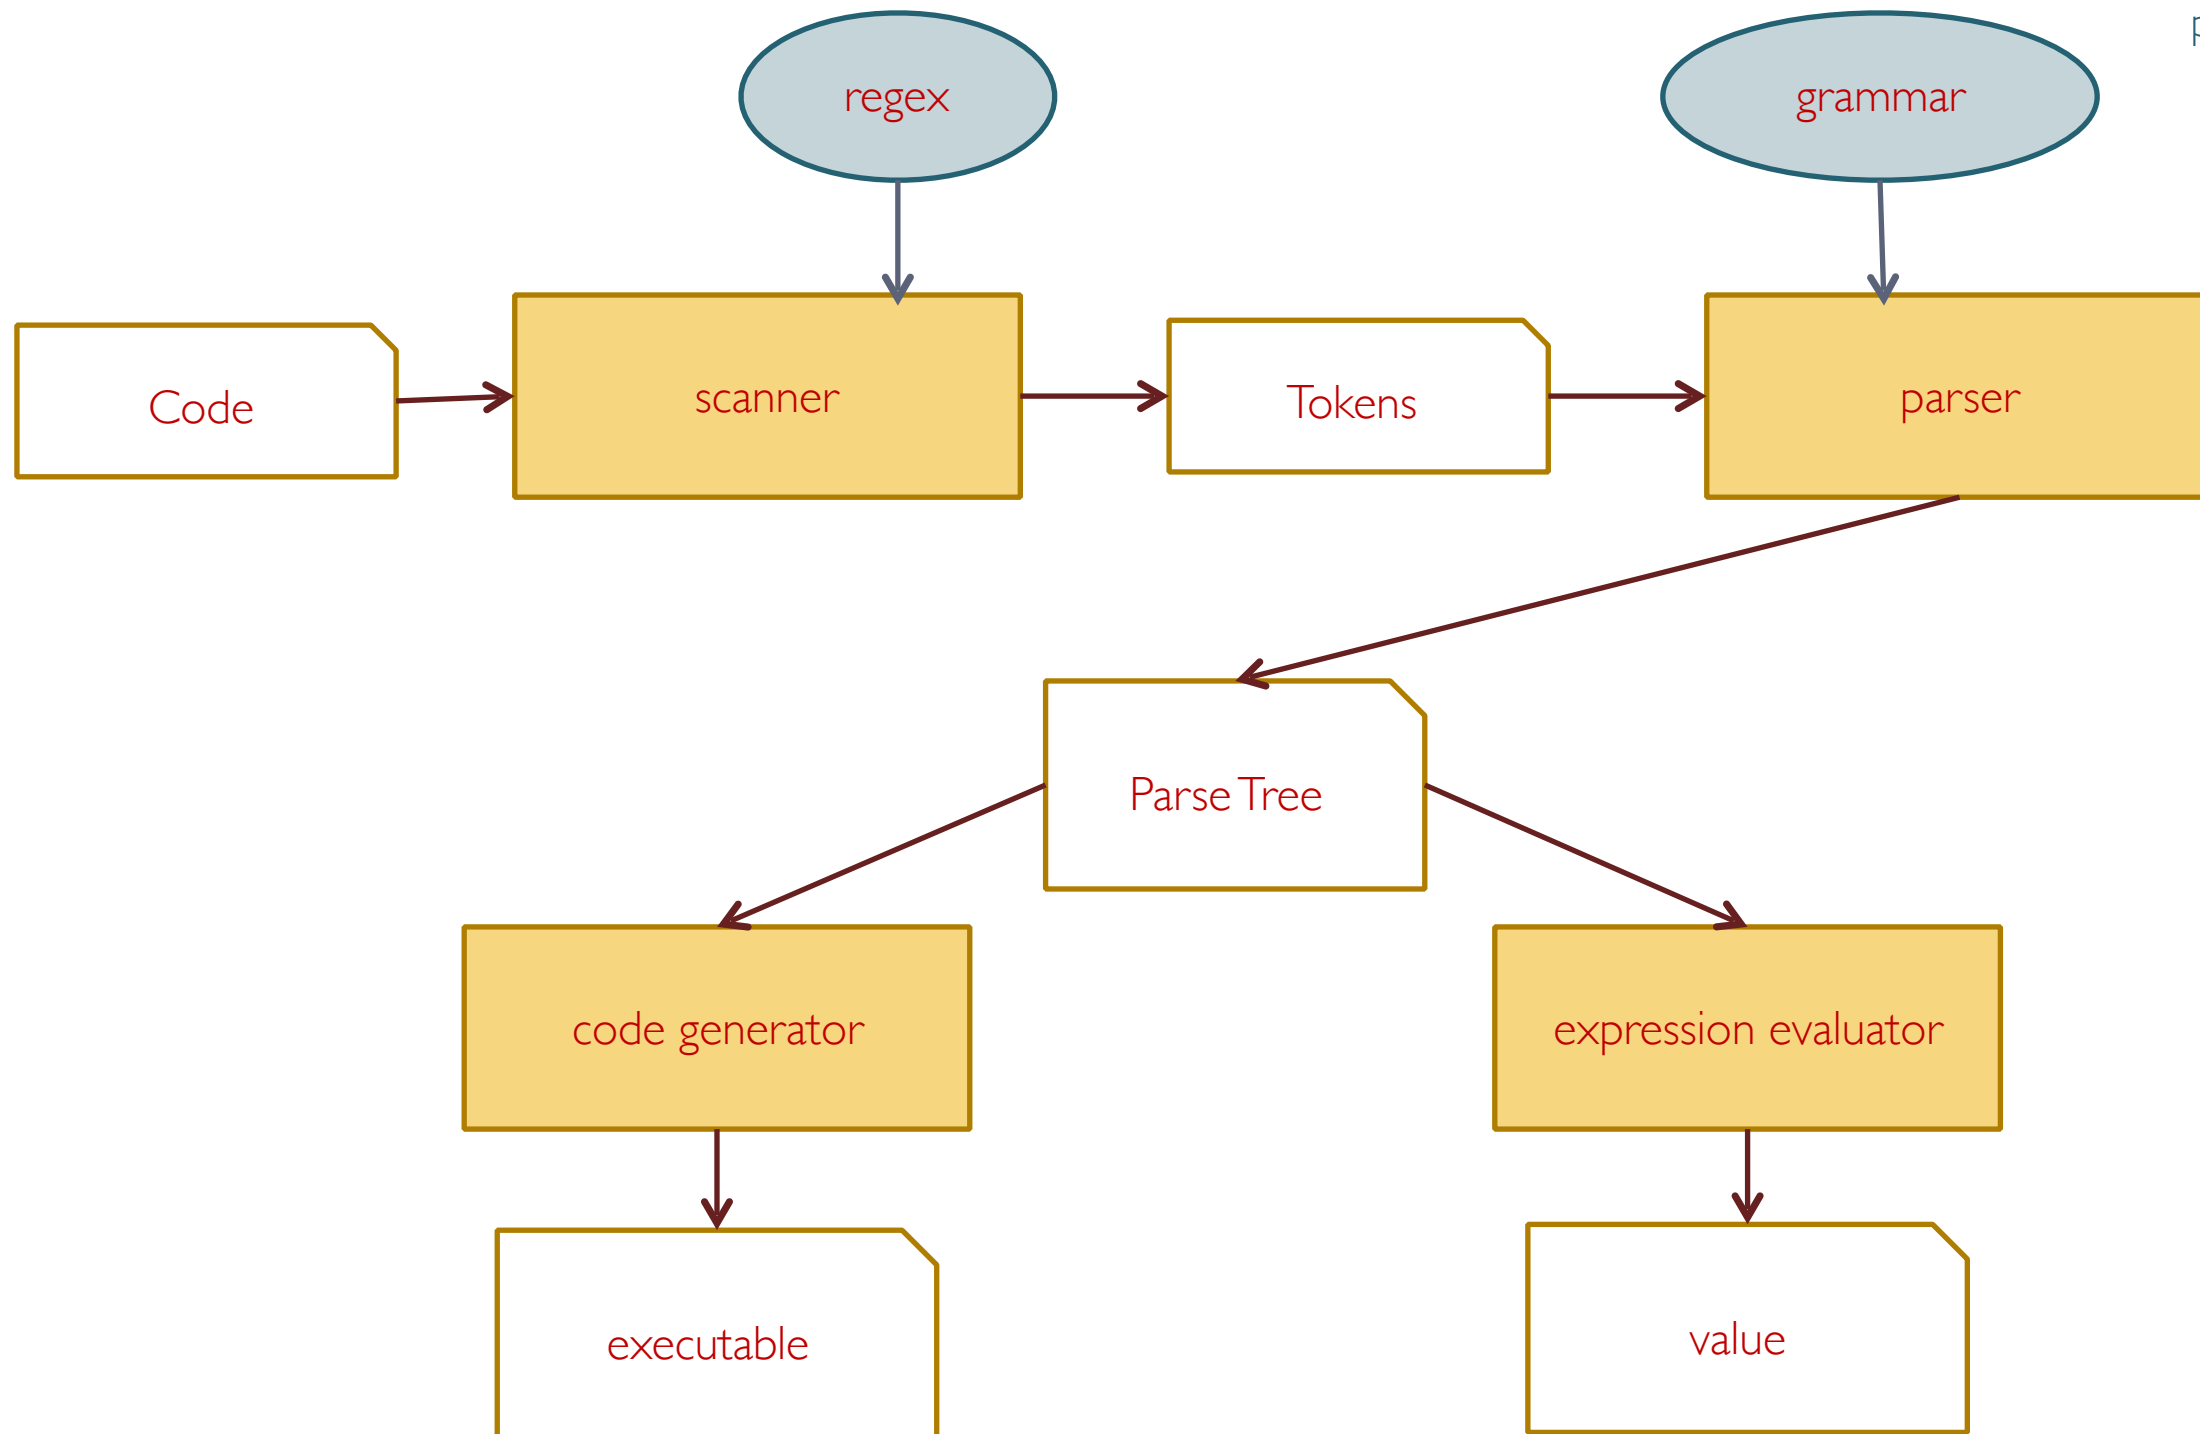 regex
grammar
Code
scanner
Tokens
parser
Parse Tree
code generator
expression evaluator
executable
value